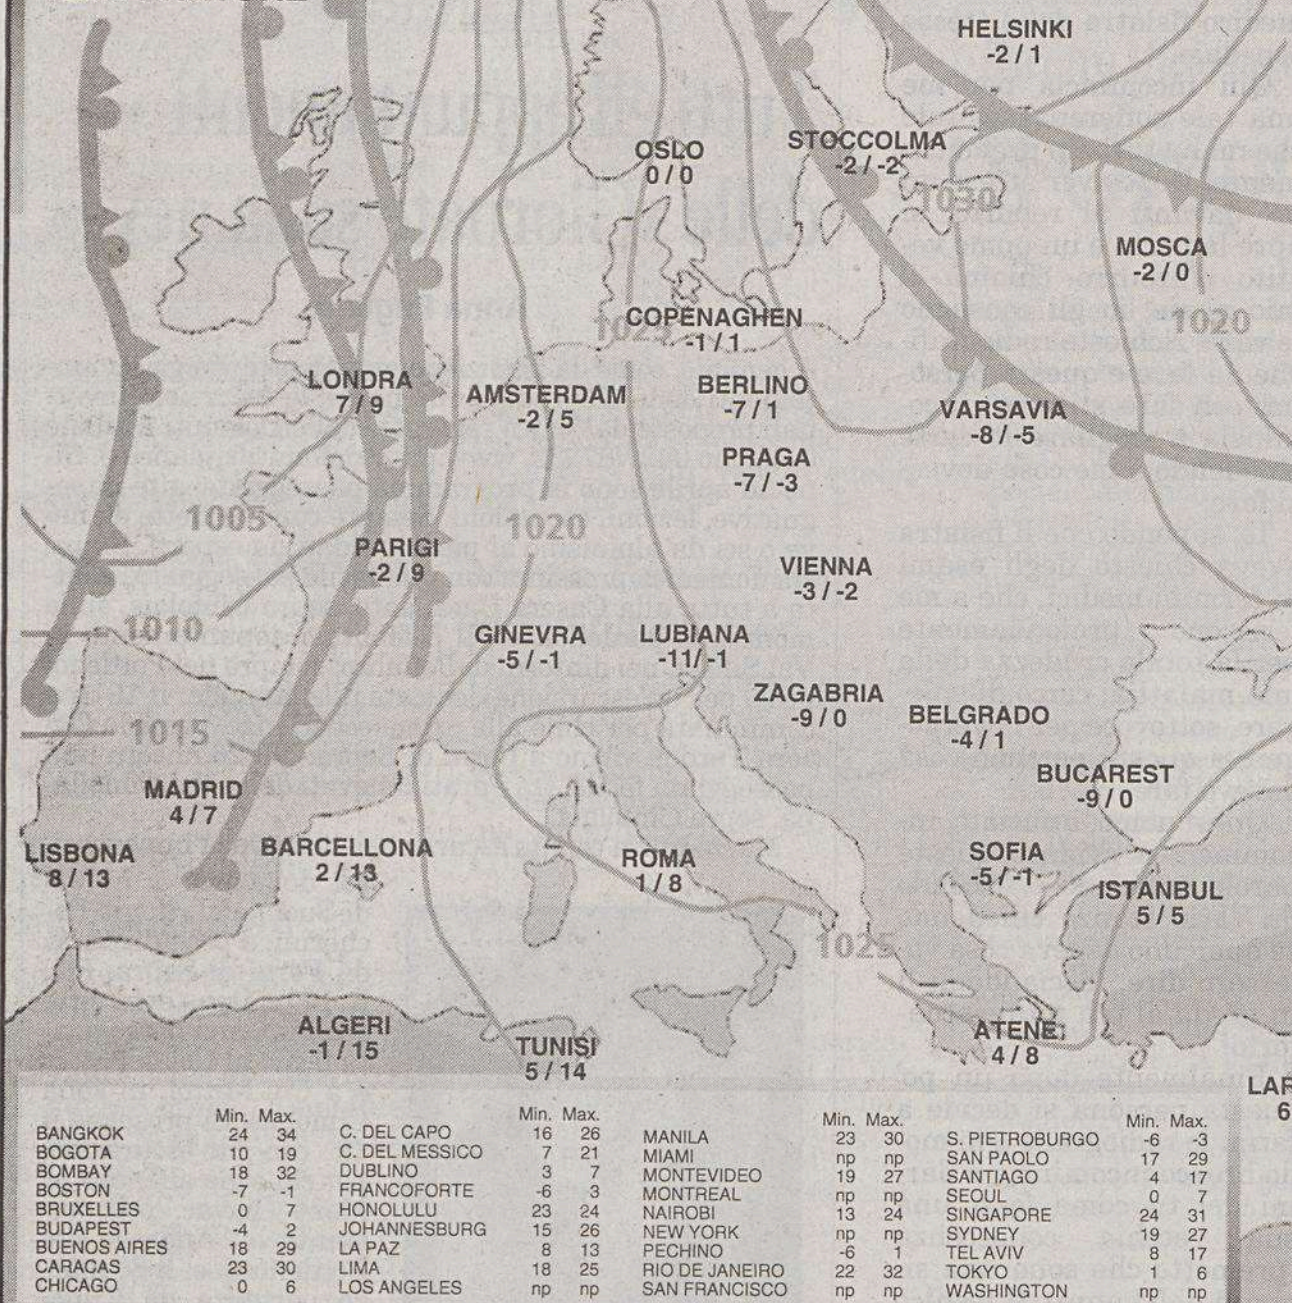 HELSINKI
-2 / 1
OSLO
0 / 0
STOCCOLMA
-2 / -2
1030
MOSCA
-2 / 0
COPENAGHEN
-1 / 1
1025
1020
LONDRA
7 / 9
AMSTERDAM
-2 / 5
BERLINO
-7 / 1
VARSAVIA
-8 / -5
PRAGA
-7 / -3
1005
1020
PARIGI
-2 / 9
VIENNA
-3 / -2
1010
GINEVRA
-5 / -1
LUBIANA
-11/ -1
ZAGABRIA
-9 / 0
BELGRADO
-4 / 1
1015
BUCAREST
-9 / 0
MADRID
4 / 7
LISBONA
8 / 13
BARCELLONA
2 / 13
ROMA
1 / 8
SOFIA
-5 / -1
ISTANBUL
5 / 5
1025
ALGERI
-1 / 15
TUNISI
5 / 14
ATENE
4 / 8
LAR
6
Min. Max.
BANGKOK 24 34
BOGOTA 10 19
BOMBAY 18 32
BOSTON -7 -1
BRUXELLES 0 7
BUDAPEST -4 2
BUENOS AIRES 18 29
CARACAS 23 30
CHICAGO 0 6
Min. Max.
C. DEL CAPO 16 26
C. DEL MESSICO 7 21
DUBLINO 3 7
FRANCOFORTE -6 3
HONOLULU 23 24
JOHANNESBURG 15 26
LA PAZ 8 13
LIMA 18 25
LOS ANGELES np np
Min. Max.
MANILA 23 30
MIAMI np np
MONTEVIDEO 19 27
MONTREAL np np
NAIROBI 13 24
NEW YORK np np
PECHINO -6 1
RIO DE JANEIRO 22 32
SAN FRANCISCO np np
Min. Max.
S. PIETROBURGO -6 -3
SAN PAOLO 17 29
SANTIAGO 4 17
SEOUL 0 7
SINGAPORE 24 31
SYDNEY 19 27
TEL AVIV 8 17
TOKYO 1 6
WASHINGTON np np